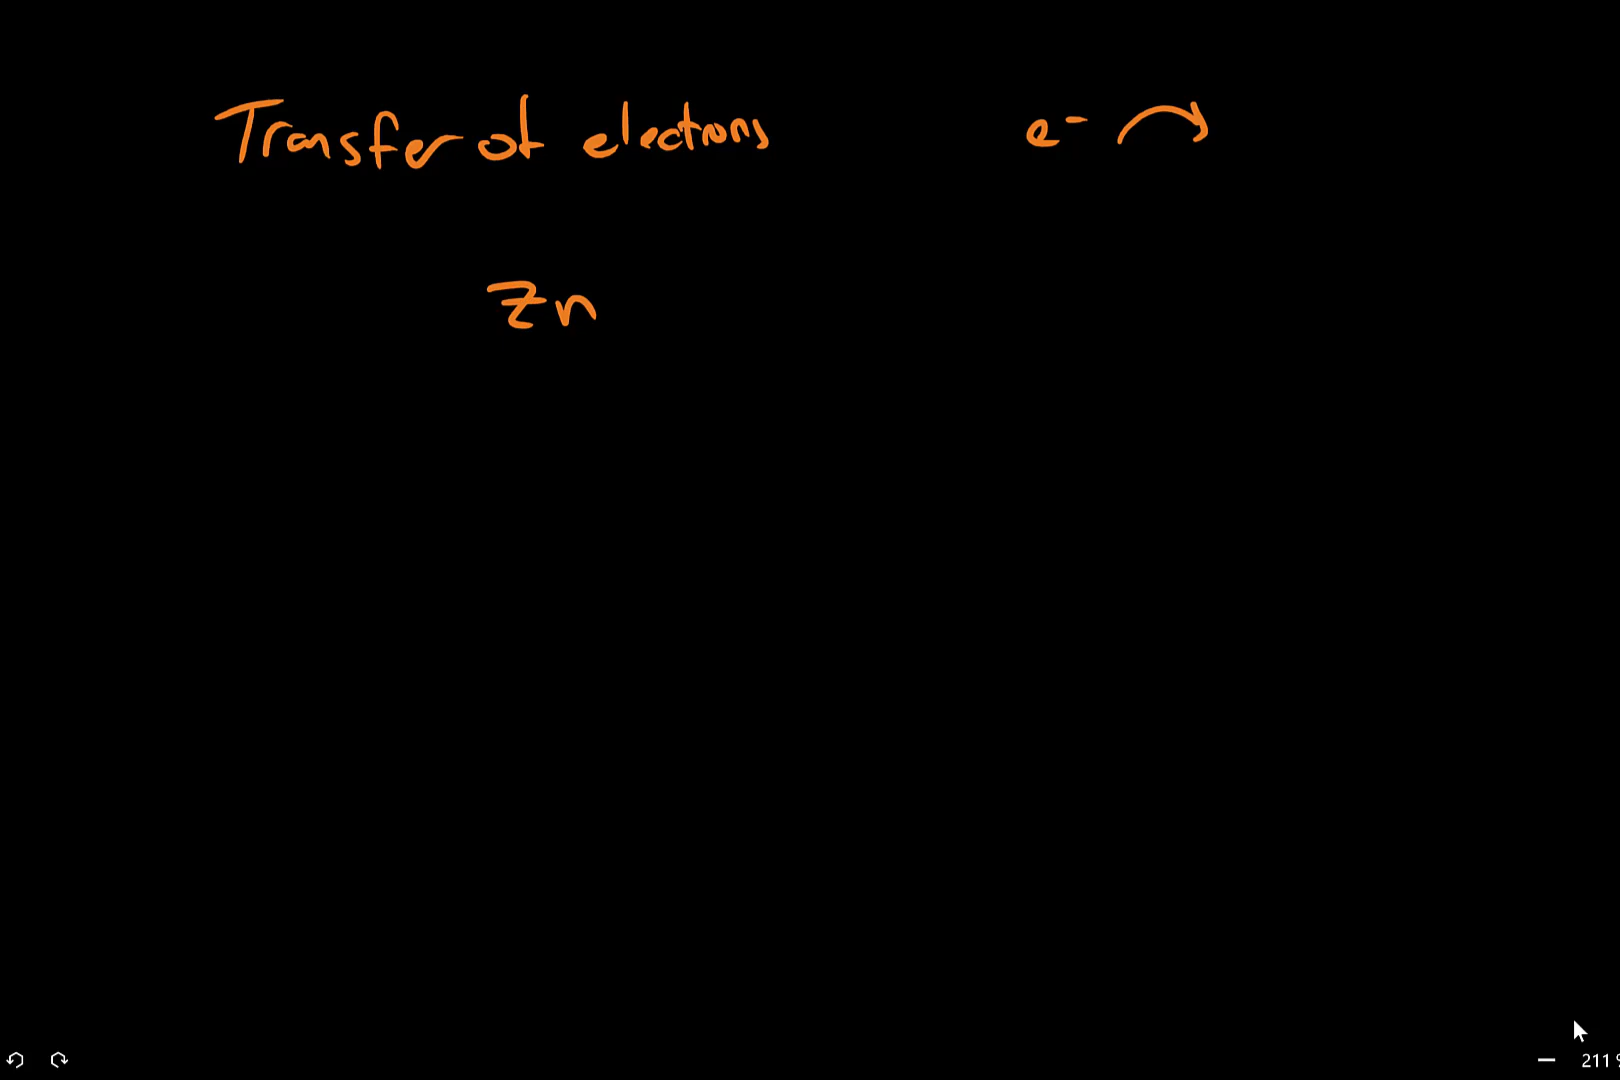 Transfer of electrons e⁻
Zn
211 %